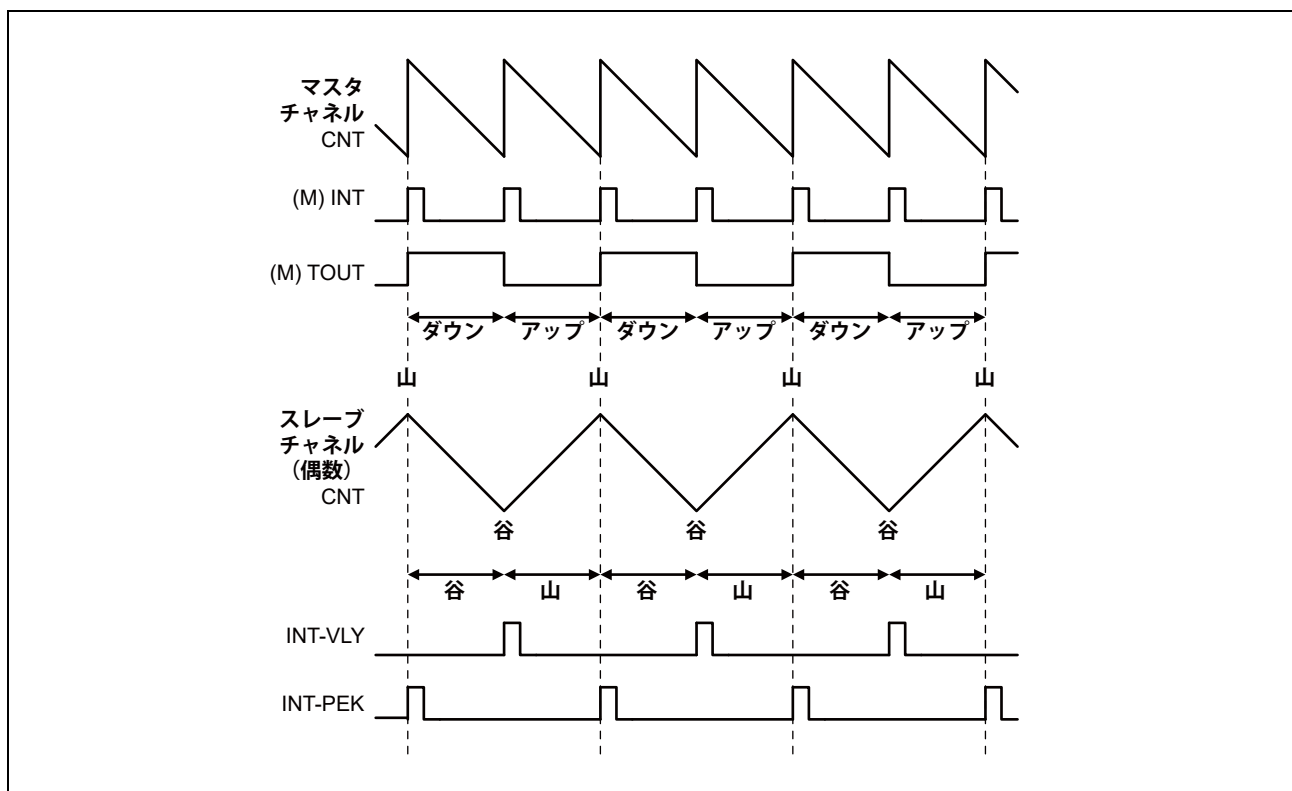 マスタ
チャネル
CNT
(M) INT
(M) TOUT
ダウン アップ ダウン アップ ダウン アップ
山 山 山 山
スレーブ
チャネル
（偶数）
CNT
谷 谷 谷
谷 山 谷 山 谷 山
INT-VLY
INT-PEK